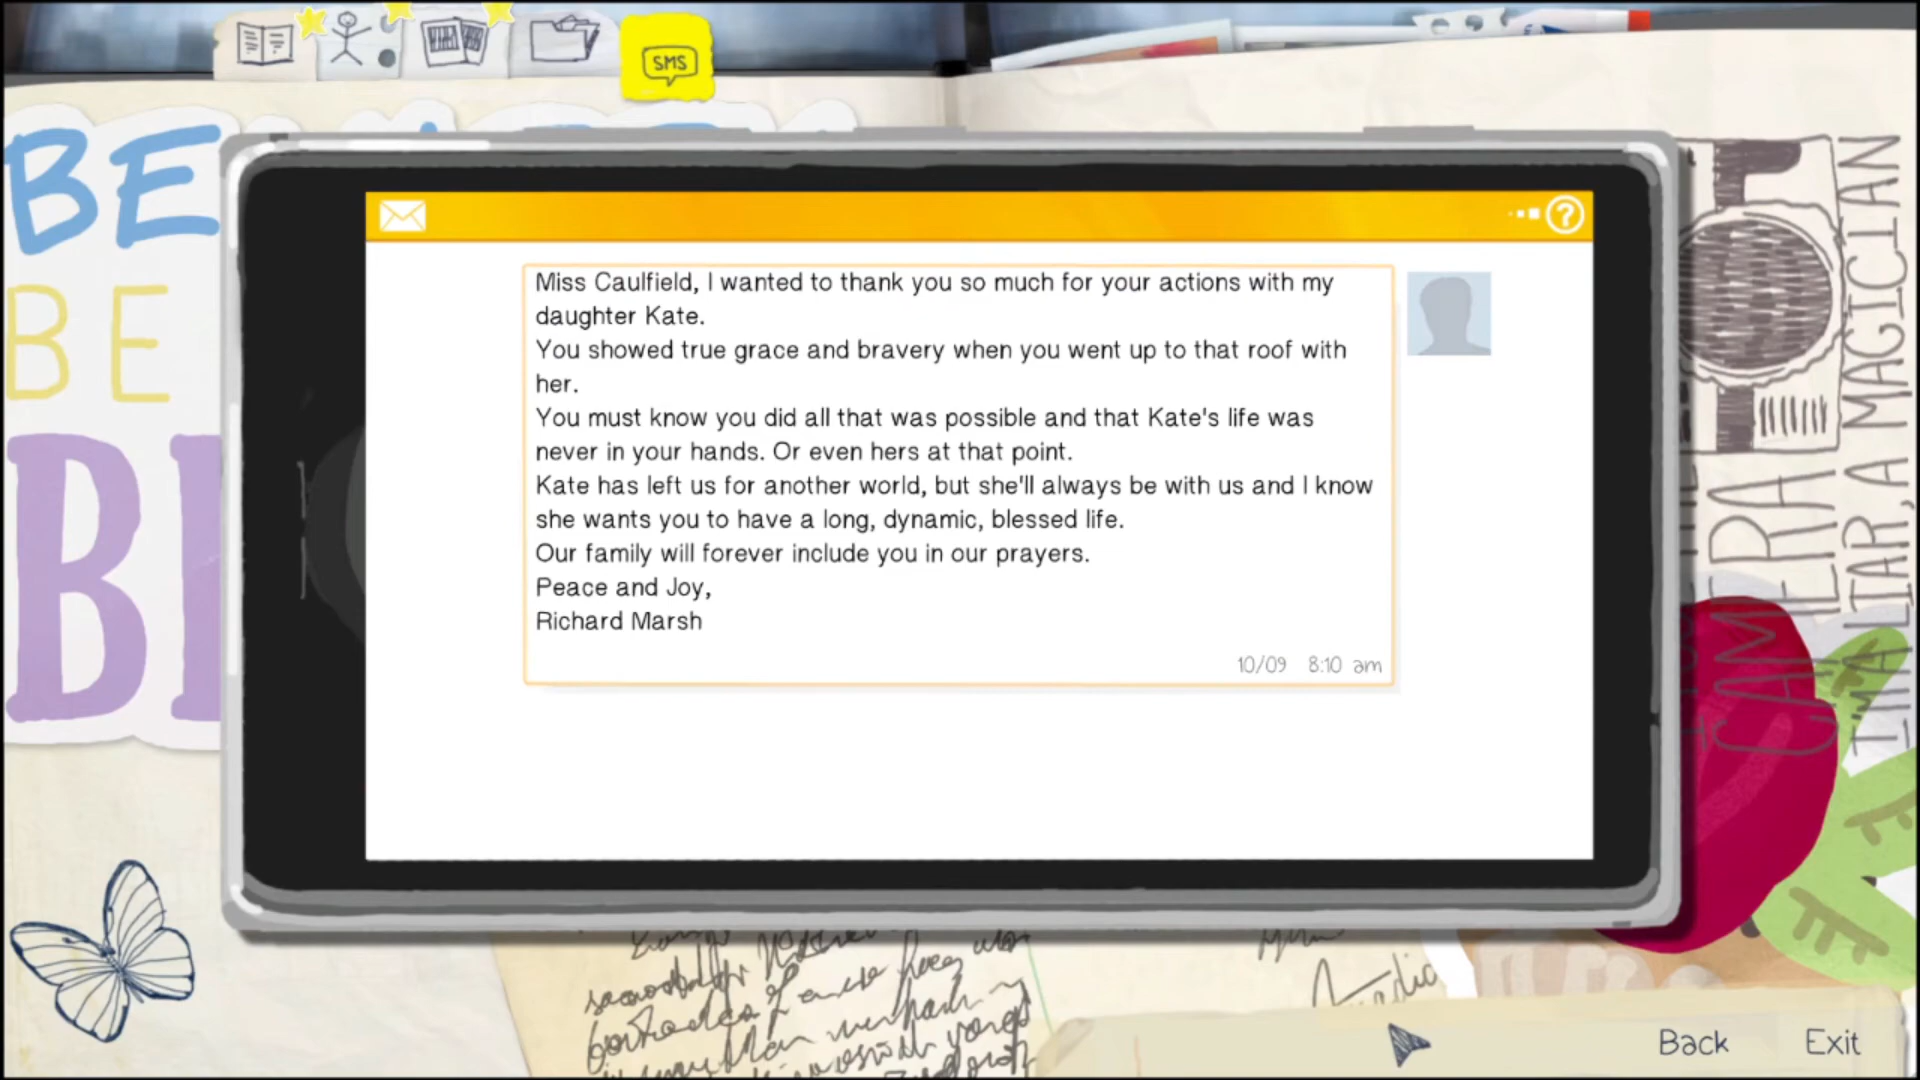 SMS
BE
BE
Miss Caulfield, I wanted to thank you so much for your actions with my
daughter Kate.
You showed true grace and bravery when you went up to that roof with
her.
You must know you did all that was possible and that Kate's life was
never in your hands. Or even hers at that point.
Kate has left us for another world, but she'll always be with us and I know
she wants you to have a long, dynamic, blessed life.
Our family will forever include you in our prayers.
Peace and Joy,
Richard Marsh
10/09 8:10 am
CAMERA
LIAR, A MAGICIAN
Back
Exit